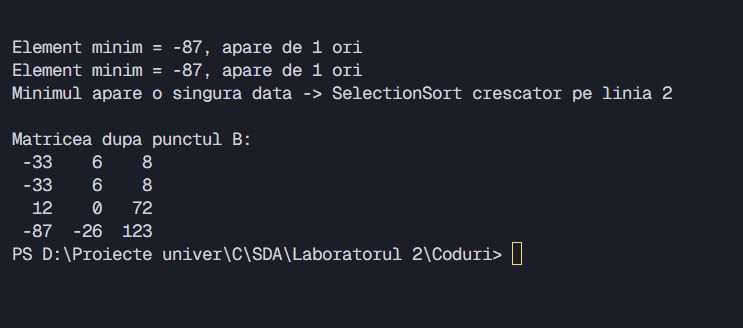 Element minim = -87, apare de 1 ori
Element minim = -87, apare de 1 ori
Minimul apare o singura data -> SelectionSort crescator pe linia 2
Matricea dupa punctul B:
-33 6 8
-33 6 8
12 0 72
-87 -26 123
PS D:\Proiecte univer\C\SDA\Laboratorul 2\Coduri>